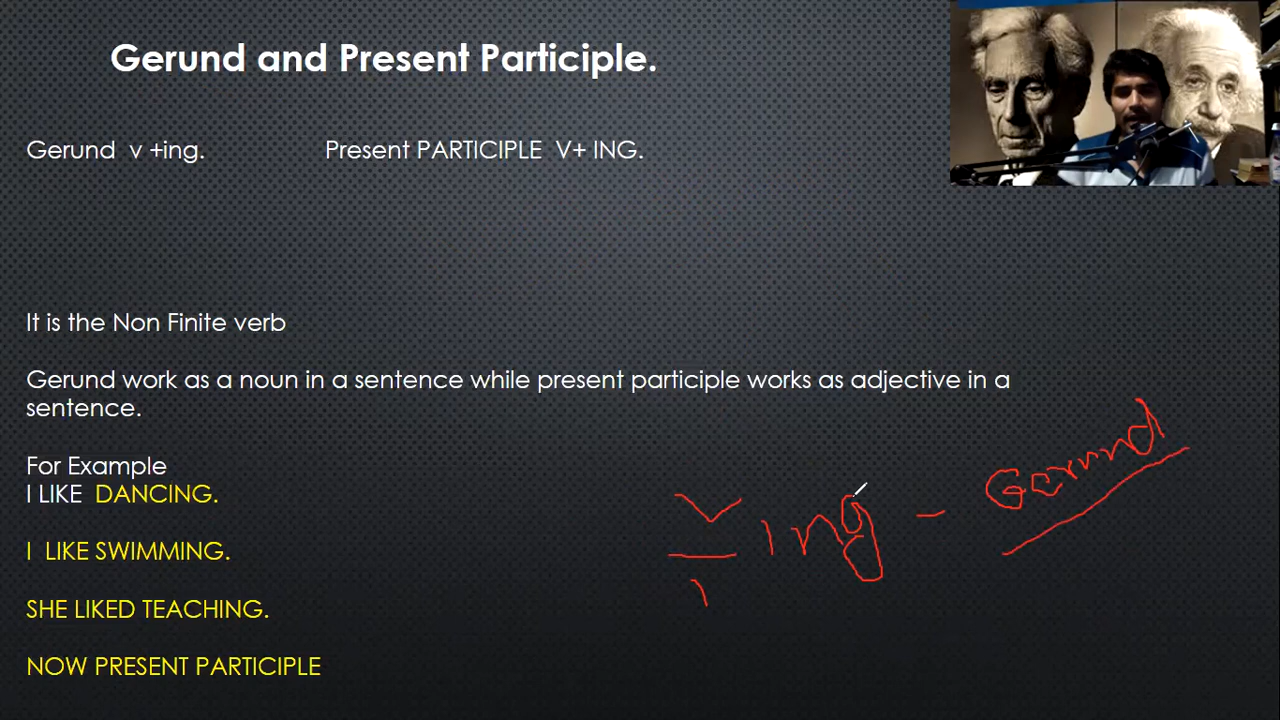 Gerund and Present Participle.
Gerund v +ing. Present PARTICIPLE V+ ING.
It is the Non Finite verb
Gerund work as a noun in a sentence while present participle works as adjective in a
sentence.
For Example
I LIKE DANCING.
I LIKE SWIMMING.
SHE LIKED TEACHING.
NOW PRESENT PARTICIPLE
V ing - Gerund
1